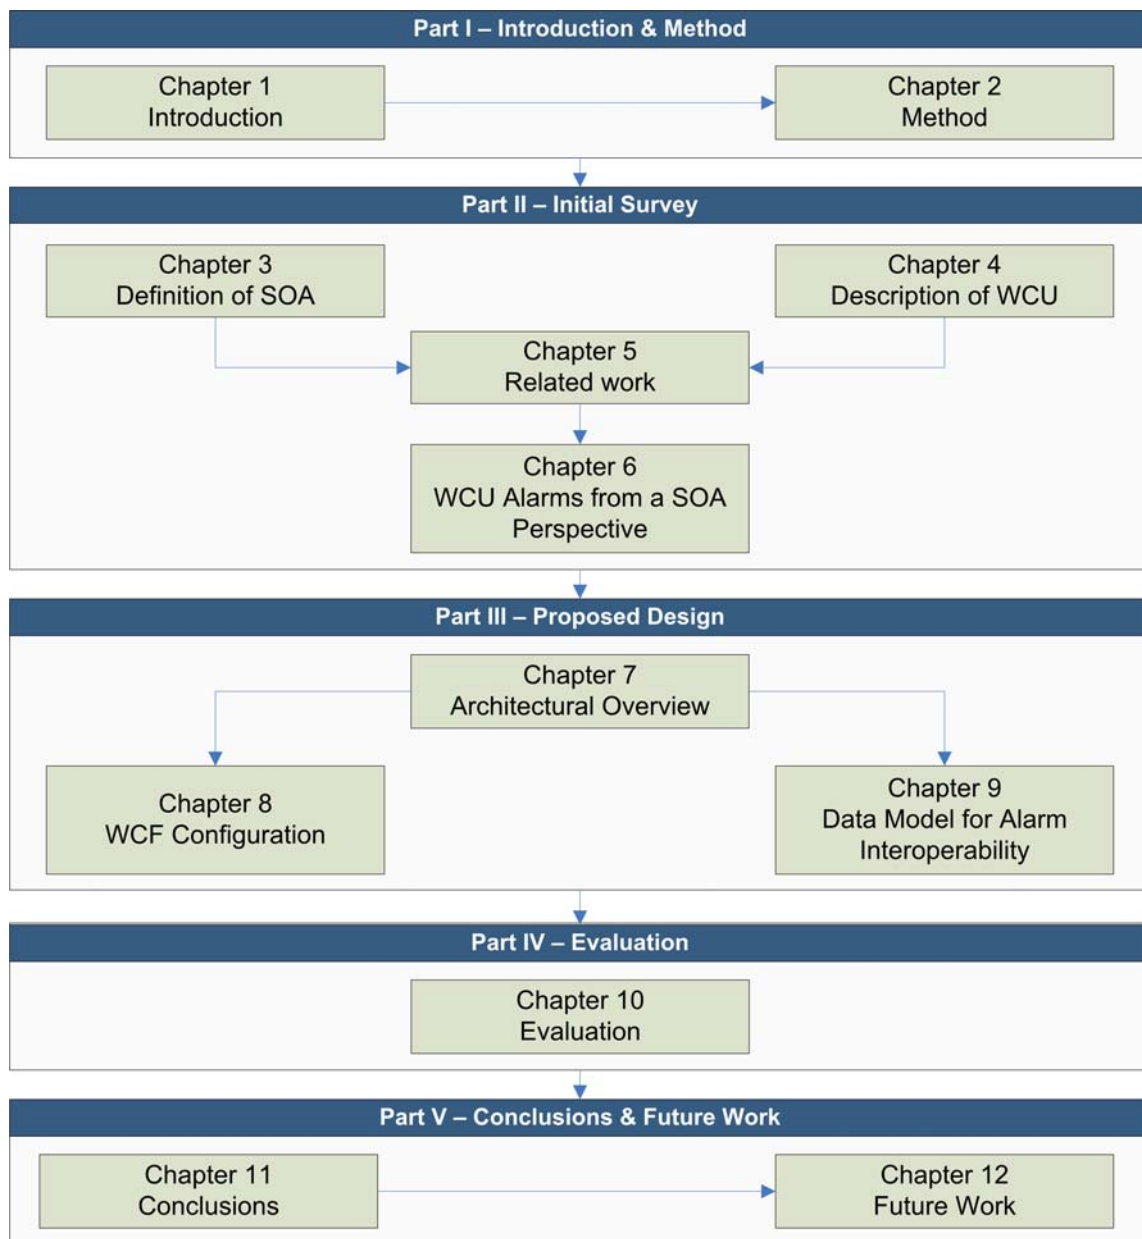 Part I – Introduction & Method
Chapter 1
Introduction
Chapter 2
Method
Part II – Initial Survey
Chapter 3
Definition of SOA
Chapter 4
Description of WCU
Chapter 5
Related work
Chapter 6
WCU Alarms from a SOA
Perspective
Part III – Proposed Design
Chapter 7
Architectural Overview
Chapter 8
WCF Configuration
Chapter 9
Data Model for Alarm
Interoperability
Part IV – Evaluation
Chapter 10
Evaluation
Part V – Conclusions & Future Work
Chapter 11
Conclusions
Chapter 12
Future Work